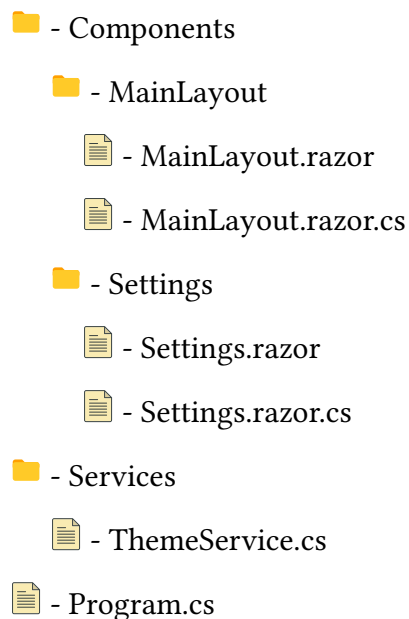 - Components
- MainLayout
- MainLayout.razor
- MainLayout.razor.cs
- Settings
- Settings.razor
- Settings.razor.cs
- Services
- ThemeService.cs
- Program.cs